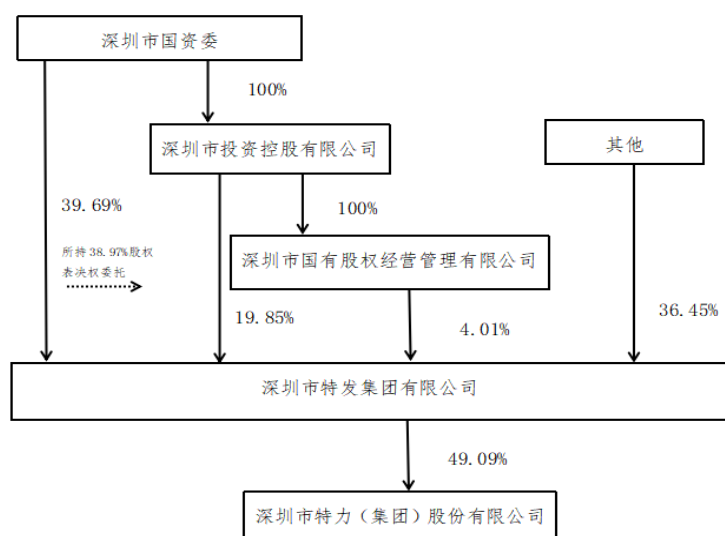 深圳市国资委
100%
深圳市投资控股有限公司
其他
39.69%
100%
所持 38.97%股权
表决权委托
深圳市国有股权经营管理有限公司
19.85%
4.01%
36.45%
深圳市特发集团有限公司
49.09%
深圳市特力（集团）股份有限公司